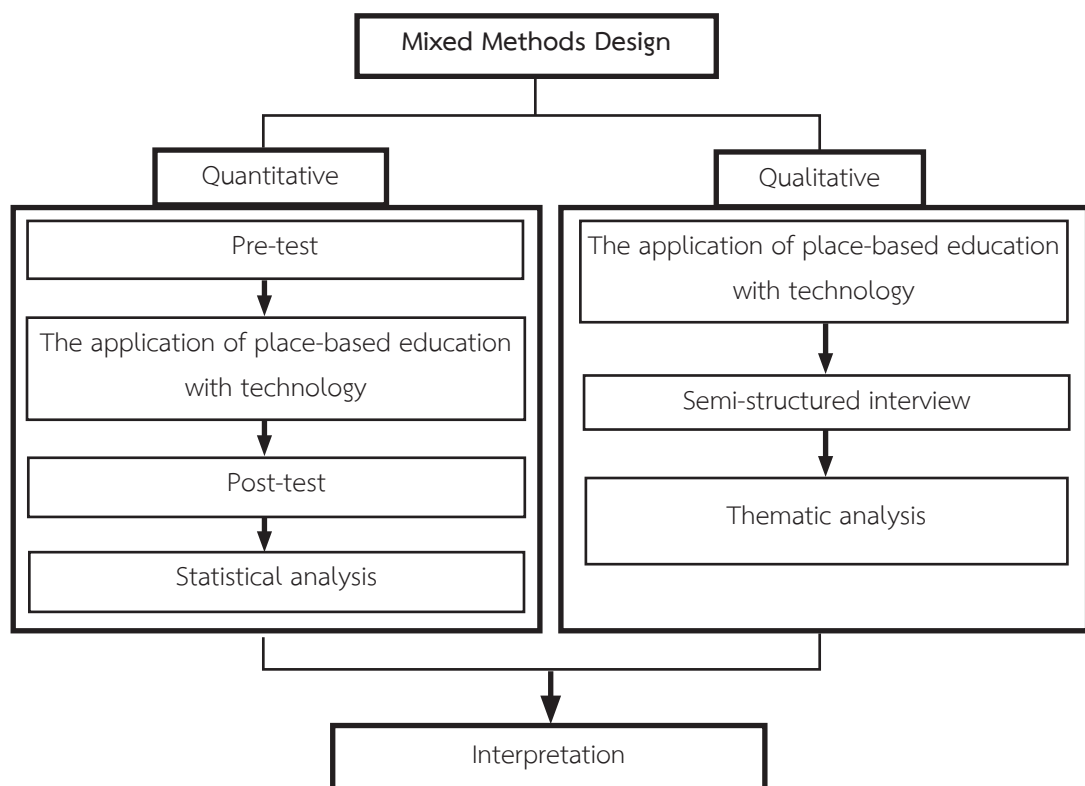 Mixed Methods Design
Quantitative
Pre-test
The application of place-based education
with technology
Post-test
Statistical analysis
Qualitative
The application of place-based education
with technology
Semi-structured interview
Thematic analysis
Interpretation